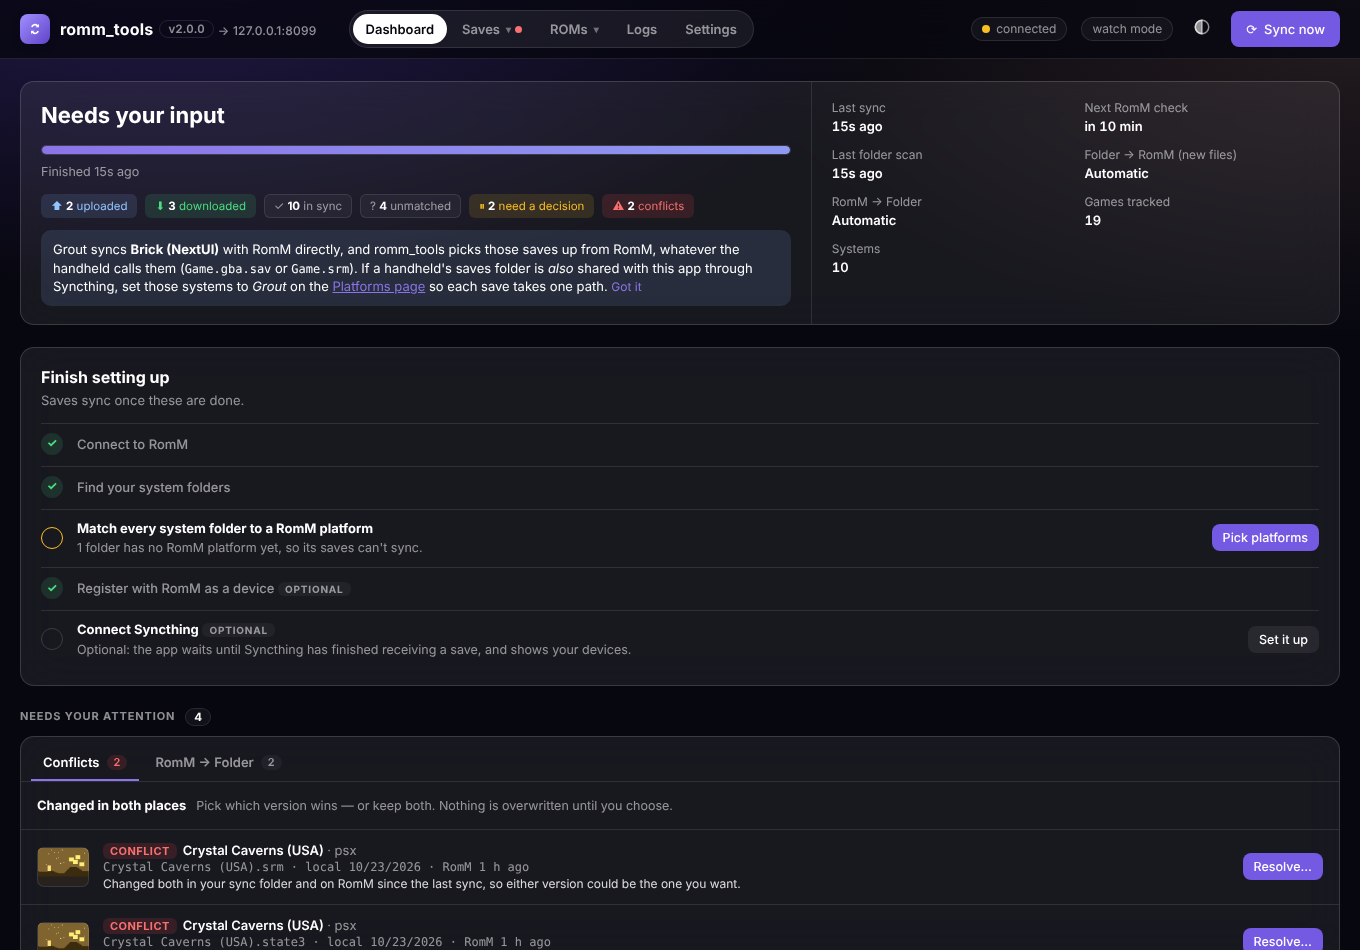 romm_tools v2.0.0 → 127.0.0.1:8099 Dashboard Saves ▾ ROMs ▾ Logs Settings connected watch mode ⟳ Sync now
Needs your input
Finished 15s ago
⬆ 2 uploaded ⬇ 3 downloaded ✓ 10 in sync ? 4 unmatched ⏸ 2 need a decision ⚠ 2 conflicts
Grout syncs Brick (NextUI) with RomM directly, and romm_tools picks those saves up from RomM, whatever the
handheld calls them (Game.gba.sav or Game.srm). If a handheld's saves folder is also shared with this app through
Syncthing, set those systems to Grout on the Platforms page so each save takes one path. Got it
Last sync
15s ago
Next RomM check
in 10 min
Last folder scan
15s ago
Folder → RomM (new files)
Automatic
RomM → Folder
Automatic
Games tracked
19
Systems
10
Finish setting up
Saves sync once these are done.
✓ Connect to RomM
✓ Find your system folders
Match every system folder to a RomM platform
1 folder has no RomM platform yet, so its saves can't sync.
Pick platforms
✓ Register with RomM as a device OPTIONAL
Connect Syncthing OPTIONAL
Optional: the app waits until Syncthing has finished receiving a save, and shows your devices.
Set it up
NEEDS YOUR ATTENTION 4
Conflicts 2 RomM → Folder 2
Changed in both places Pick which version wins — or keep both. Nothing is overwritten until you choose.
CONFLICT Crystal Caverns (USA) · psx
Crystal Caverns (USA).srm · local 10/23/2026 · RomM 1 h ago
Changed both in your sync folder and on RomM since the last sync, so either version could be the one you want.
Resolve…
CONFLICT Crystal Caverns (USA) · psx
Crystal Caverns (USA).state3 · local 10/23/2026 · RomM 1 h ago
Resolve…